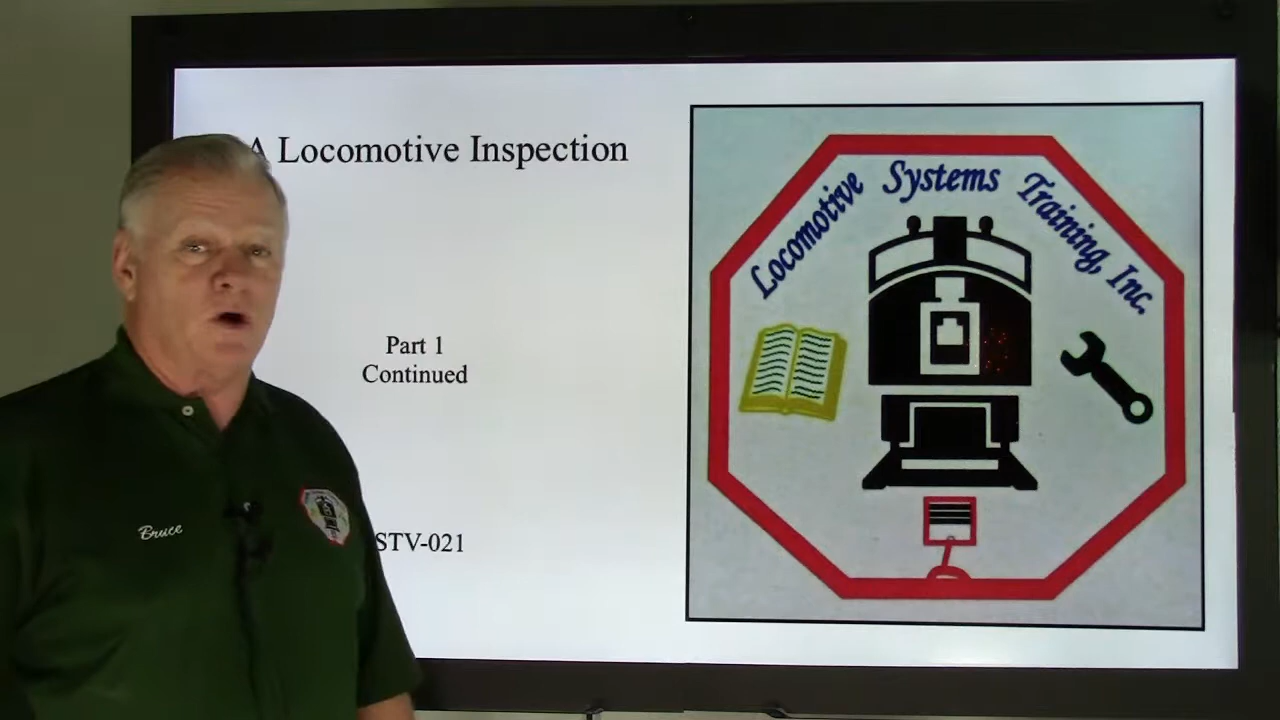 A Locomotive Inspection
Part 1
Continued
STV-021
Locomotive Systems Training, Inc.
Bruce